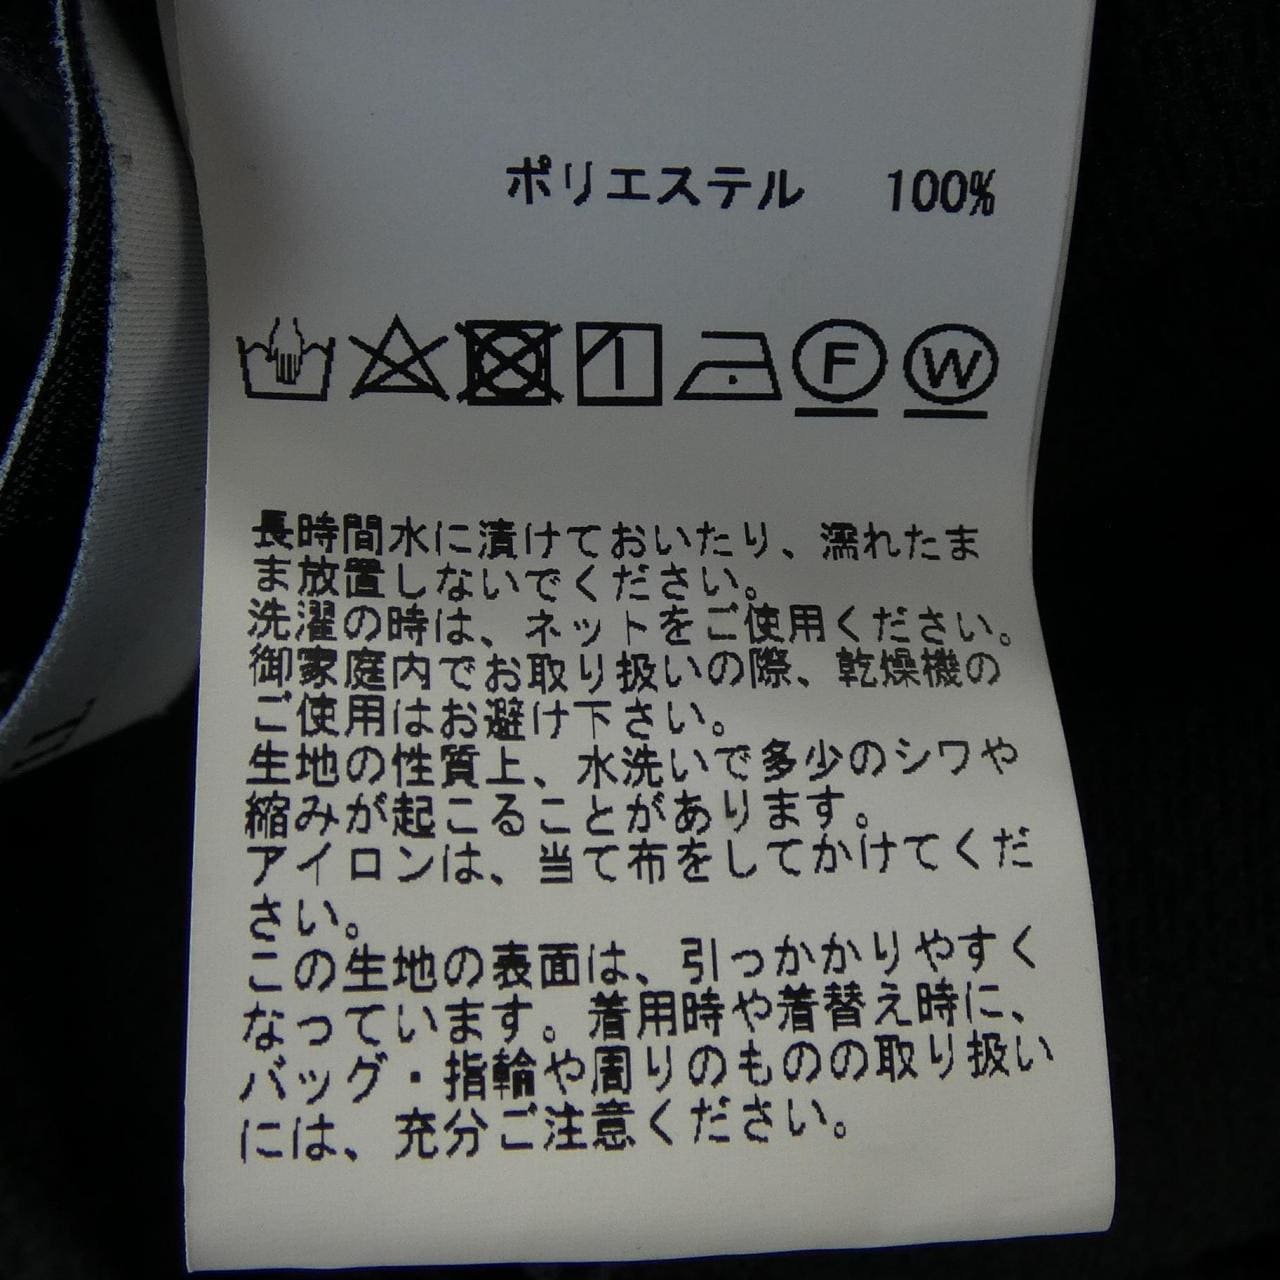 ポリエステル 100%
F W
長時間水に漬けておいたり、濡れたま
ま放置しないでください。
洗濯の時は、ネットをご使用ください。
御家庭内でお取り扱いの際、乾燥機の
ご使用はお避け下さい。
生地の性質上、水洗いで多少のシワや
縮みが起こることがあります。
アイロンは、当て布をしてかけてくだ
さい。
この生地の表面は、引っかかりやすく
なっています。着用時や着替え時に、
バッグ・指輪や周りのものの取り扱い
には、充分ご注意ください。